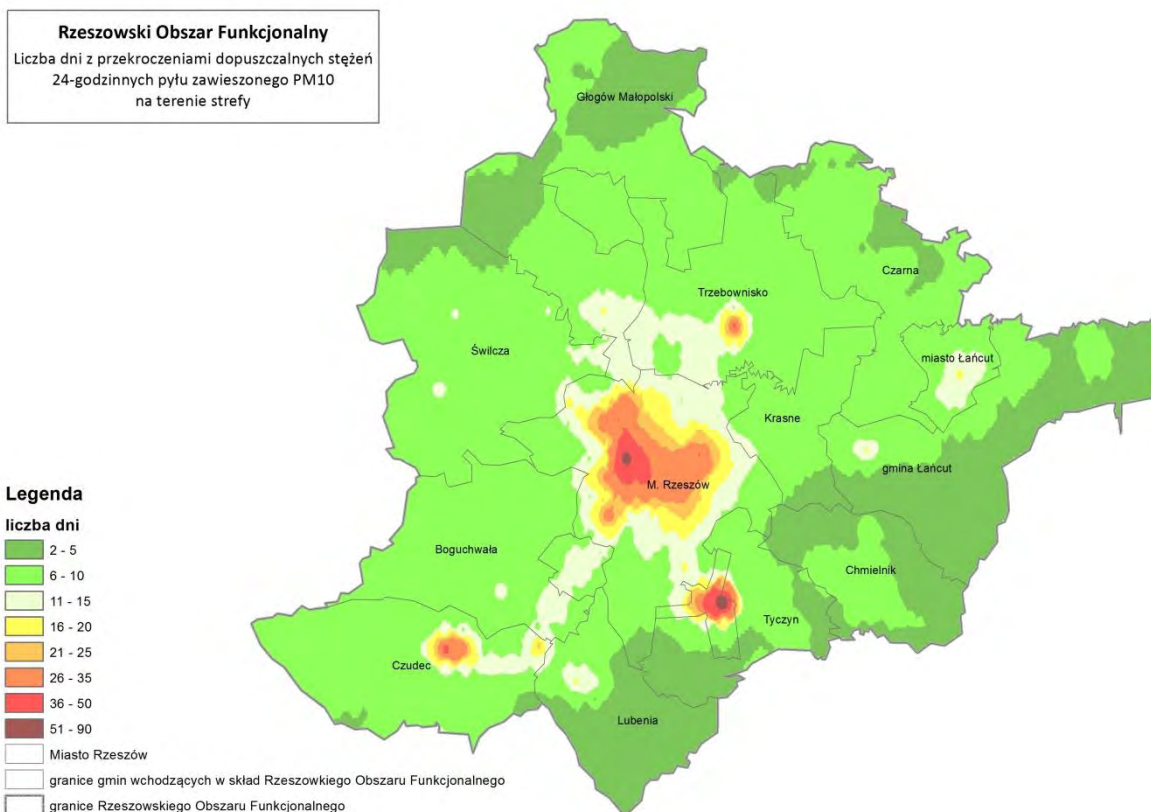 Rzeszowski Obszar Funkcjonalny
Liczba dni z przekroczeniami dopuszczalnych stężeń
24-godzinnych pyłu zawieszonego PM10
na terenie strefy
Głogów Małopolski
Czarna
Trzebownisko
Świlcza
miasto Łańcut
Krasne
gmina Łańcut
M. Rzeszów
Boguchwała
Chmielnik
Tyczyn
Czudec
Lubenia
Legenda
liczba dni
2 - 5
6 - 10
11 - 15
16 - 20
21 - 25
26 - 35
36 - 50
51 - 90
Miasto Rzeszów
granice gmin wchodzących w skład Rzeszowkiego Obszaru Funkcjonalnego
granice Rzeszowskiego Obszaru Funkcjonalnego